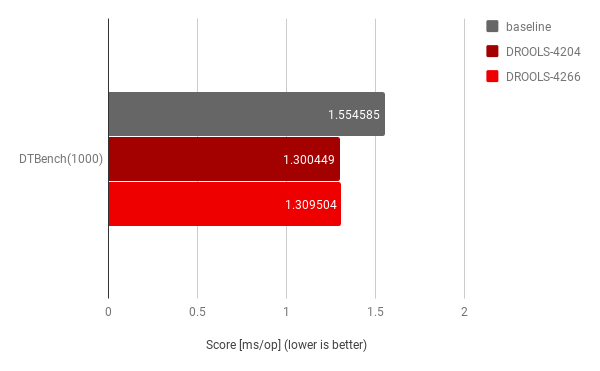 baseline
DROOLS-4204
DROOLS-4266
1.554585
DTBench(1000)
1.300449
1.309504
0 0.5 1 1.5 2
Score [ms/op] (lower is better)